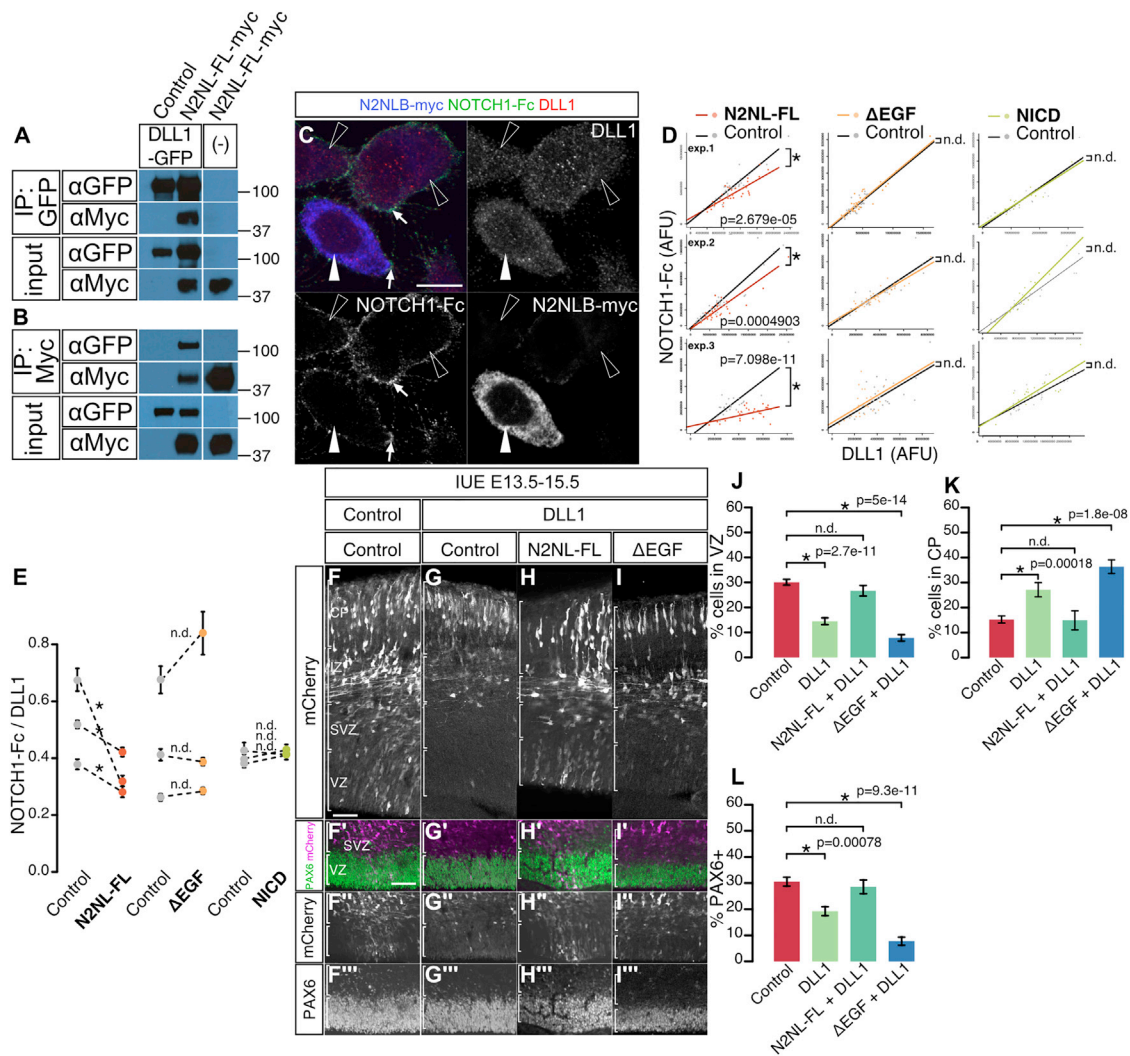 Control
N2NL-FL-myc
N2NL-FL-myc
A
DLL1
-GFP
(-)
IP:
GFP
αGFP
100
αMyc
37
input
αGFP
100
αMyc
37
B
IP:
Myc
αGFP
100
αMyc
37
input
αGFP
100
αMyc
37
N2NLB-myc NOTCH1-Fc DLL1
C
DLL1
NOTCH1-Fc
N2NLB-myc
D
N2NL-FL
Control
ΔEGF
Control
NICD
Control
exp.1
*
p=2.679e-05
n.d.
n.d.
exp.2
*
p=0.0004903
n.d.
n.d.
exp.3
p=7.098e-11
*
n.d.
n.d.
NOTCH1-Fc (AFU)
DLL1 (AFU)
E
NOTCH1-Fc / DLL1
0.8
0.6
0.4
0.2
0.0
*
*
*
n.d.
n.d.
n.d.
n.d.
n.d.
n.d.
Control
N2NL-FL
Control
ΔEGF
Control
NICD
IUE E13.5-15.5
Control
DLL1
Control
Control
N2NL-FL
ΔEGF
mCherry
F
G
H
I
CP
SVZ
VZ
PAX6 mCherry
F'
G'
H'
I'
SVZ
VZ
mCherry
F''
G''
H''
I''
PAX6
F'''
G'''
H'''
I'''
J
% cells in VZ
60
50
40
30
20
10
0
* p=5e-14
n.d.
* p=2.7e-11
Control
DLL1
N2NL-FL + DLL1
ΔEGF + DLL1
K
% cells in CP
60
50
40
30
20
10
0
* p=1.8e-08
n.d.
* p=0.00018
Control
DLL1
N2NL-FL + DLL1
ΔEGF + DLL1
L
% PAX6+
60
50
40
30
20
10
0
* p=9.3e-11
n.d.
* p=0.00078
Control
DLL1
N2NL-FL + DLL1
ΔEGF + DLL1